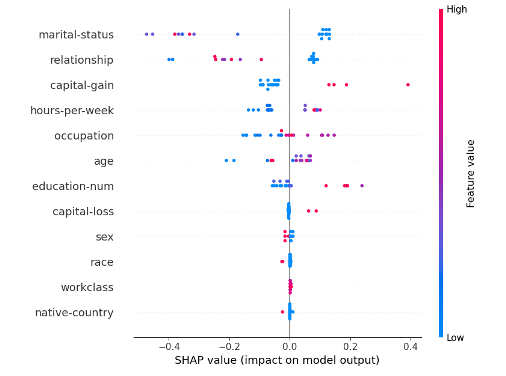 High
marital-status
relationship
capital-gain
hours-per-week
occupation
age
education-num
capital-loss
sex
race
workclass
native-country
Feature value
Low
−0.4 −0.2 0.0 0.2 0.4
SHAP value (impact on model output)